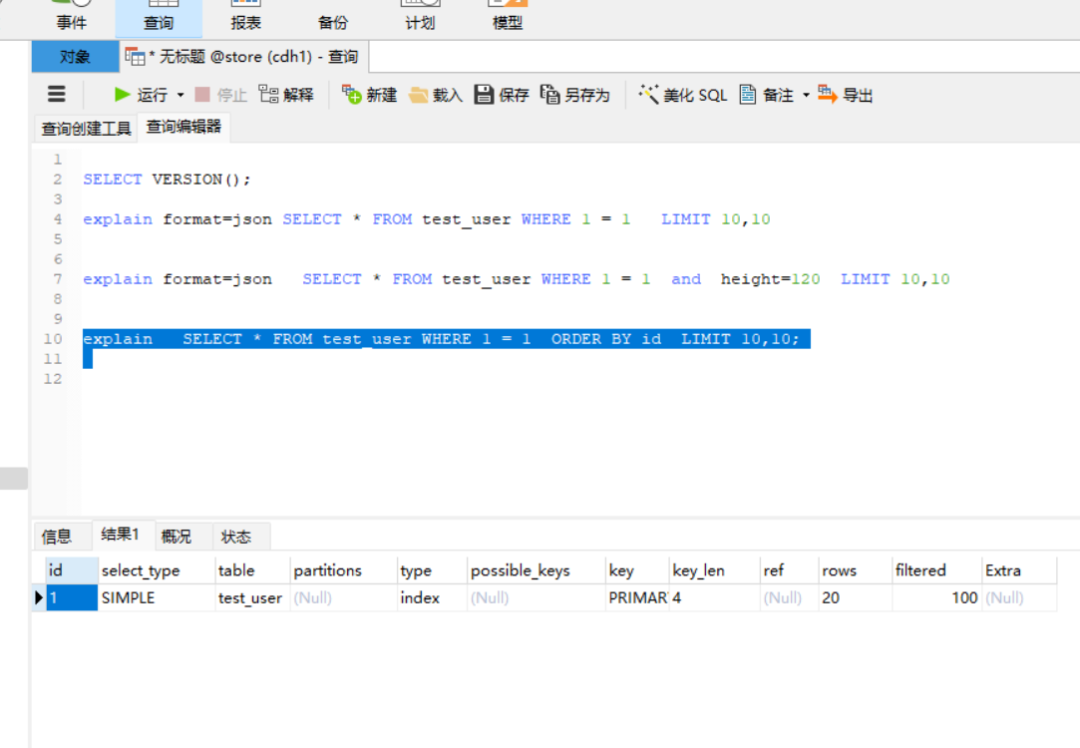 事件 查询 报表 备份 计划 模型
对象 * 无标题 @store (cdh1) - 查询
运行 停止 解释 新建 载入 保存 另存为 美化 SQL 备注 导出
查询创建工具 查询编辑器
1
2 SELECT VERSION();
3
4 explain format=json SELECT * FROM test_user WHERE 1 = 1 LIMIT 10,10
5
6
7 explain format=json SELECT * FROM test_user WHERE 1 = 1 and height=120 LIMIT 10,10
8
9
10 explain SELECT * FROM test_user WHERE 1 = 1 ORDER BY id LIMIT 10,10;
11
12
信息 结果1 概况 状态
id select_type table partitions type possible_keys key key_len ref rows filtered Extra
1 SIMPLE test_user (Null) index (Null) PRIMAR 4 (Null) 20 100 (Null)